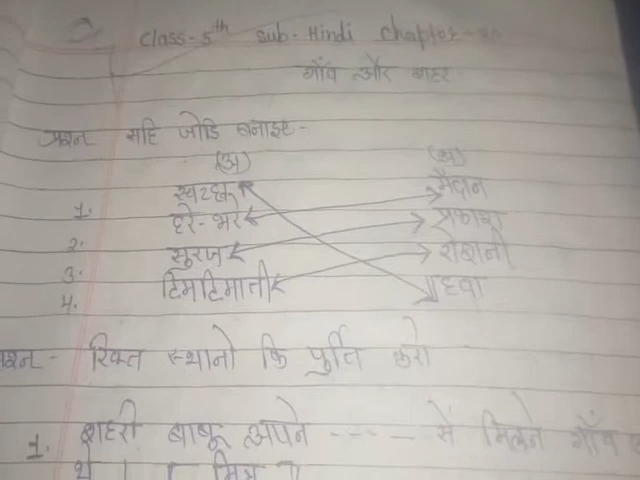 Class- 5th Sub- Hindi Chapter-
गाँव और शहर
प्रश्न सहि जोडि बनाइए-
(अ) (ब)
1. स्वच्छ मैदान
2. हरे-भरे प्रकाश
3. सुरज रोशनी
4. टिमटिमाती हवा
प्रश्न- रिक्त स्थानो कि पुर्ति करो
1. शहरी बाबू अपने ---- से मिलने गाँव
थे । [ मित्र ]